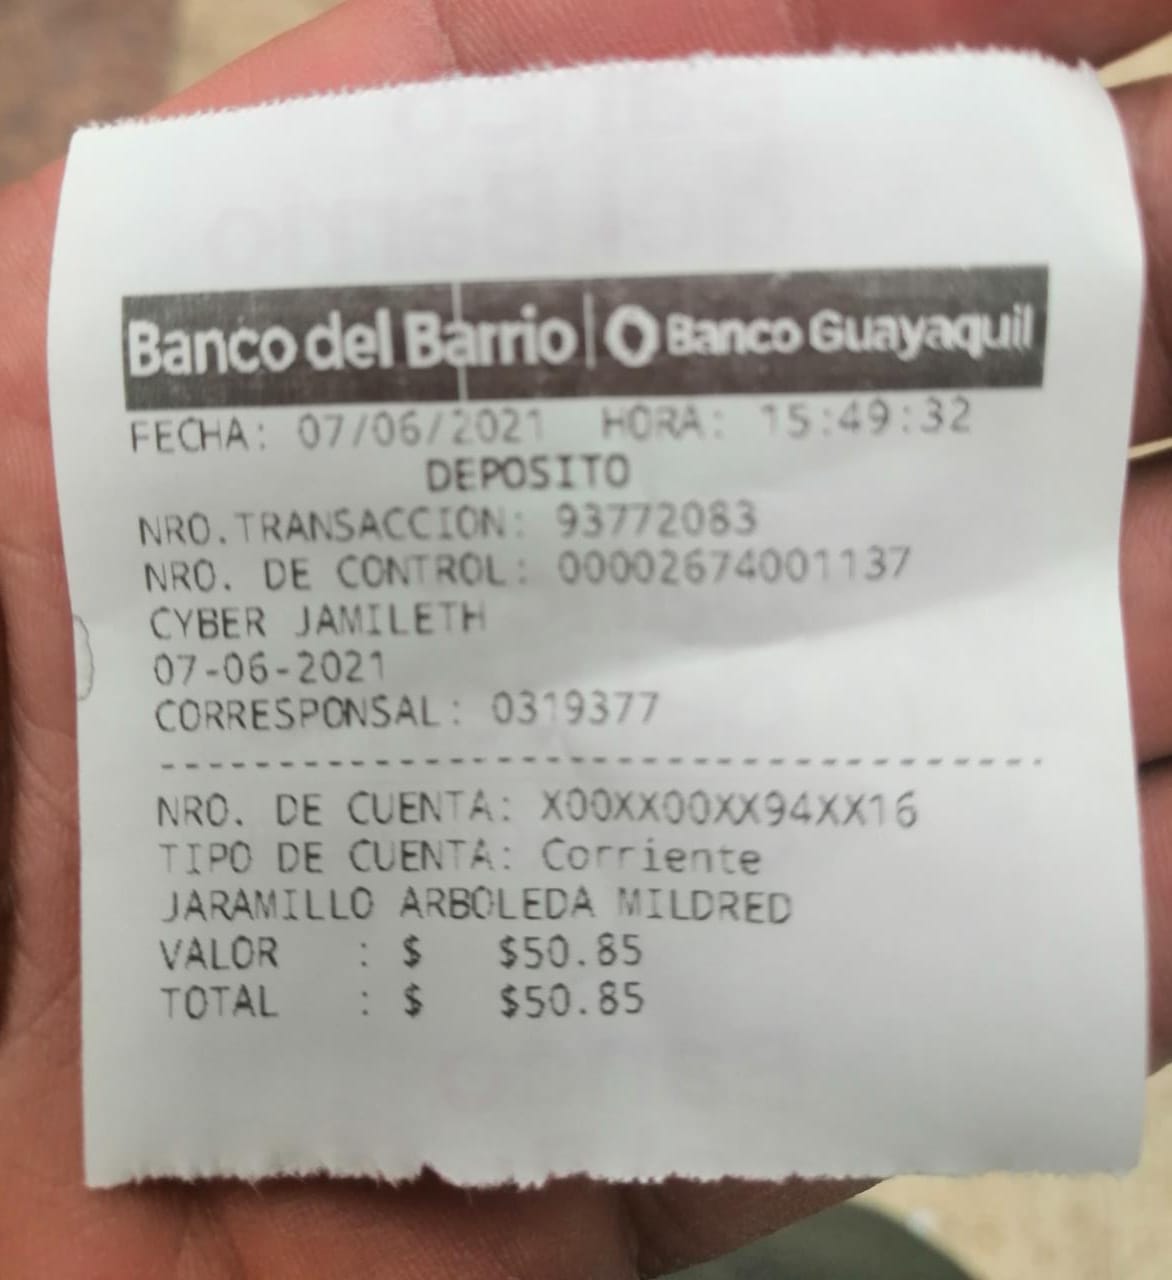 Banco del Barrio | Banco Guayaquil
FECHA: 07/06/2021 HORA: 15:49:32
DEPOSITO
NRO.TRANSACCION: 93772083
NRO. DE CONTROL: 00002674001137
CYBER JAMILETH
07-06-2021
CORRESPONSAL: 0319377
--------------------------------------
NRO. DE CUENTA: X00XX00XX94XX16
TIPO DE CUENTA: Corriente
JARAMILLO ARBOLEDA MILDRED
VALOR : $ $50.85
TOTAL : $ $50.85